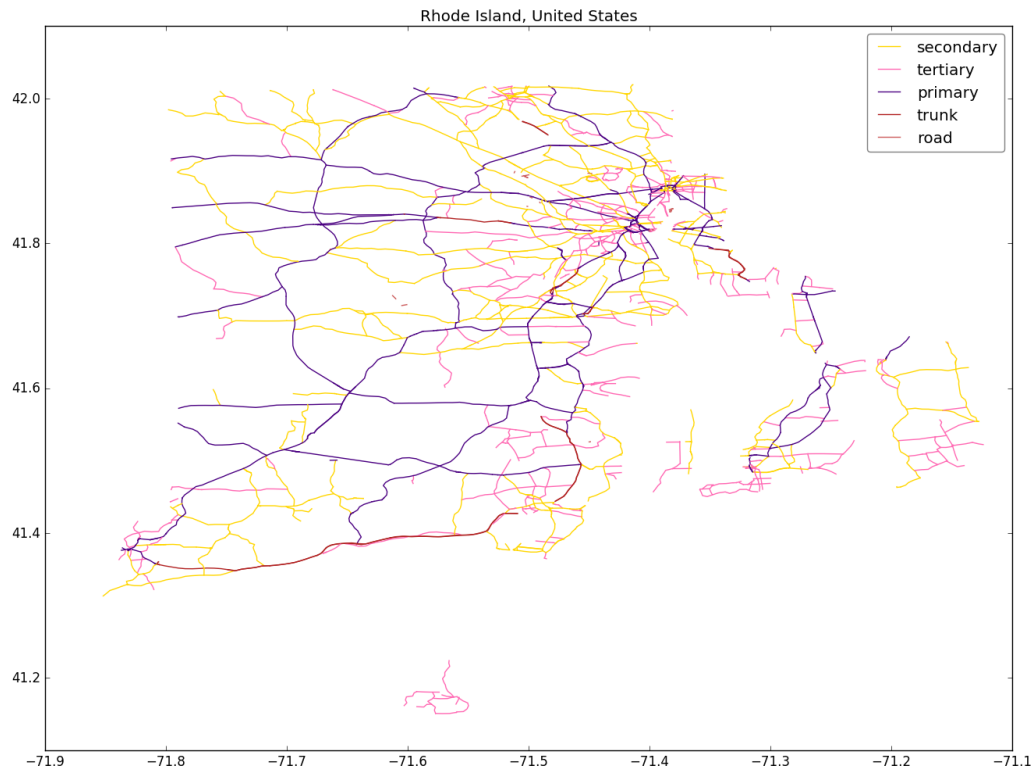 Rhode Island, United States
secondary
tertiary
primary
trunk
road
42.0
41.8
41.6
41.4
41.2
−71.9 −71.8 −71.7 −71.6 −71.5 −71.4 −71.3 −71.2 −71.1